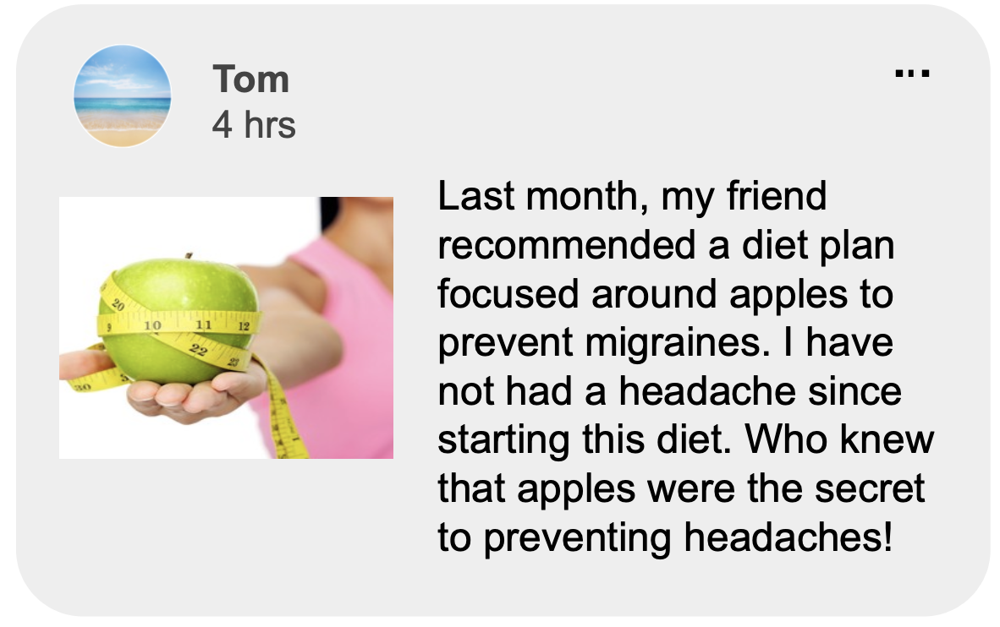 Tom
...
4 hrs
Last month, my friend
recommended a diet plan
focused around apples to
prevent migraines. I have
not had a headache since
starting this diet. Who knew
that apples were the secret
to preventing headaches!
20
9 10 11 12
22
23
30